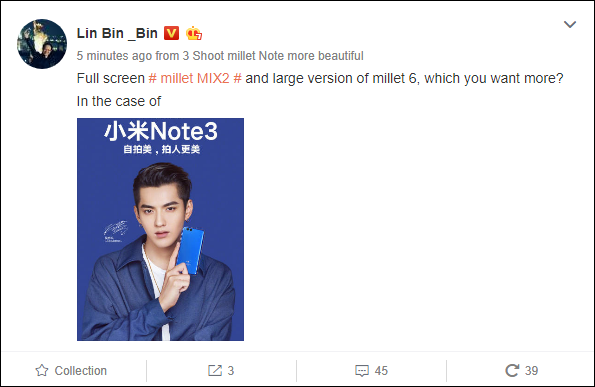 Lin Bin _Bin
5 minutes ago from 3 Shoot millet Note more beautiful
Full screen # millet MIX2 # and large version of millet 6, which you want more?
In the case of
小米Note3
自拍美，拍人更美
Collection
3
45
39